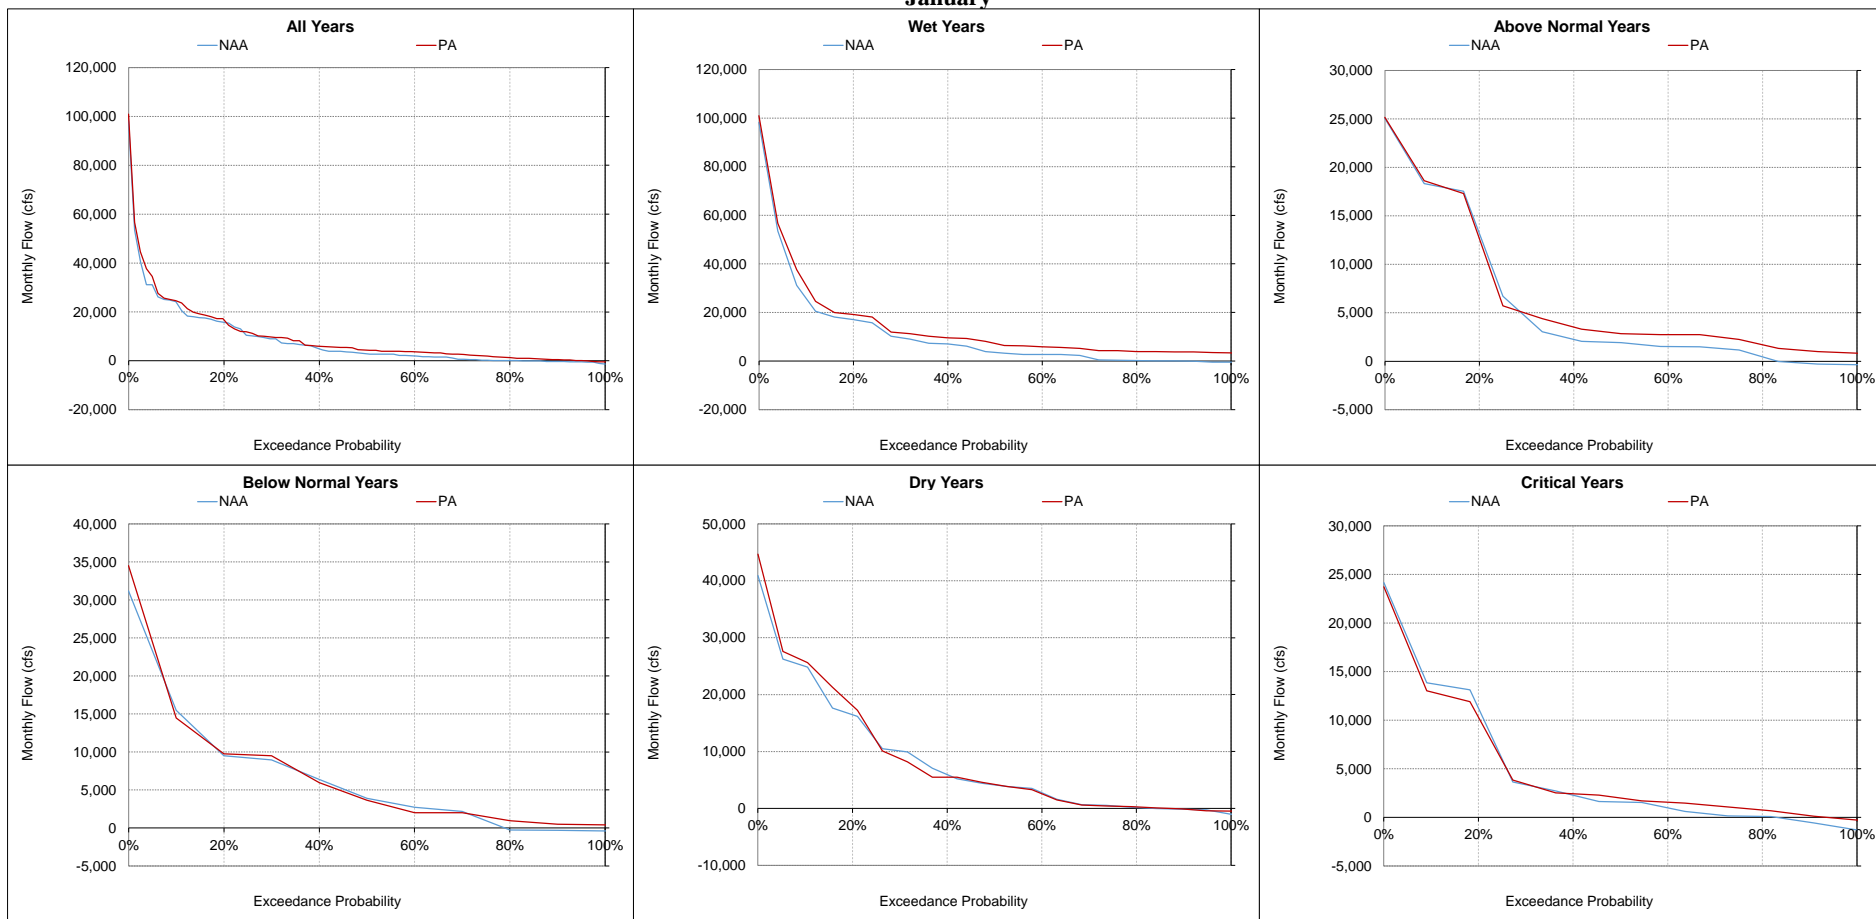 January
All Years
NAA PA
120,000
100,000
80,000
60,000
40,000
20,000
0
-20,000
0% 20% 40% 60% 80% 100%
Monthly Flow (cfs)
Exceedance Probability
Wet Years
NAA PA
120,000
100,000
80,000
60,000
40,000
20,000
0
-20,000
0% 20% 40% 60% 80% 100%
Monthly Flow (cfs)
Exceedance Probability
Above Normal Years
NAA PA
30,000
25,000
20,000
15,000
10,000
5,000
0
-5,000
0% 20% 40% 60% 80% 100%
Monthly Flow (cfs)
Exceedance Probability
Below Normal Years
NAA PA
40,000
35,000
30,000
25,000
20,000
15,000
10,000
5,000
0
-5,000
0% 20% 40% 60% 80% 100%
Monthly Flow (cfs)
Exceedance Probability
Dry Years
NAA PA
50,000
40,000
30,000
20,000
10,000
0
-10,000
0% 20% 40% 60% 80% 100%
Monthly Flow (cfs)
Exceedance Probability
Critical Years
NAA PA
30,000
25,000
20,000
15,000
10,000
5,000
0
-5,000
0% 20% 40% 60% 80% 100%
Monthly Flow (cfs)
Exceedance Probability